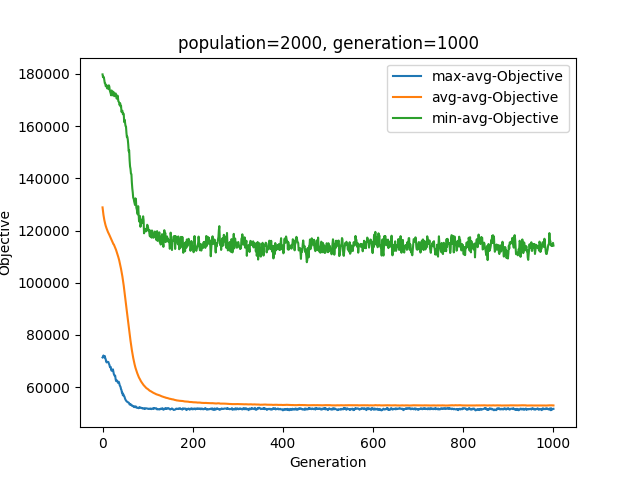 population=2000, generation=1000
max-avg-Objective
avg-avg-Objective
min-avg-Objective
180000
160000
140000
120000
100000
80000
60000
Objective
0 200 400 600 800 1000
Generation